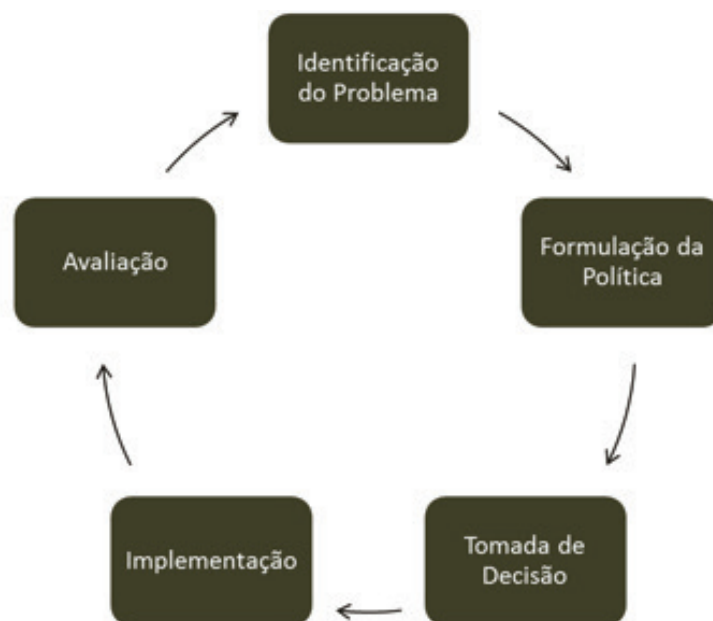 Identificação
do Problema
Formulação da
Política
Tomada de
Decisão
Implementação
Avaliação